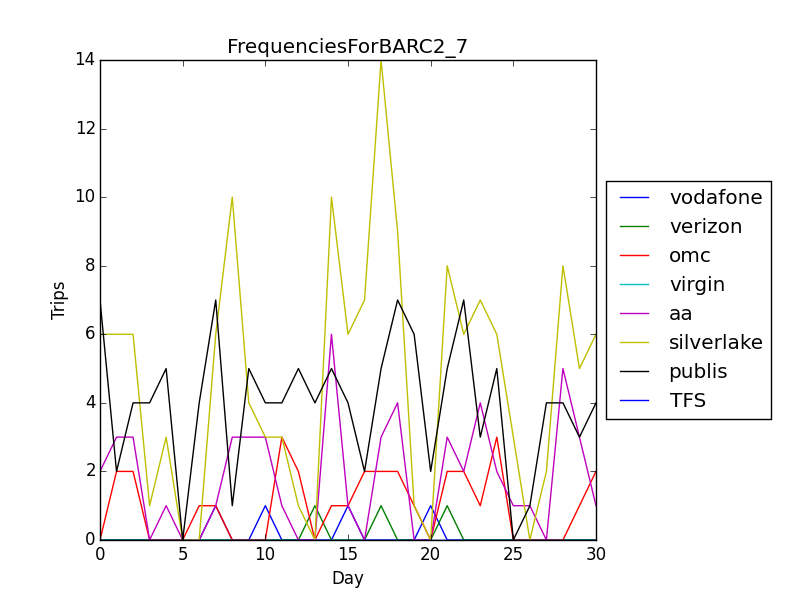 FrequenciesForBARC2_7
14
12
10
8
6
4
2
0
Trips
0 5 10 15 20 25 30
Day
vodafone
verizon
omc
virgin
aa
silverlake
publis
TFS